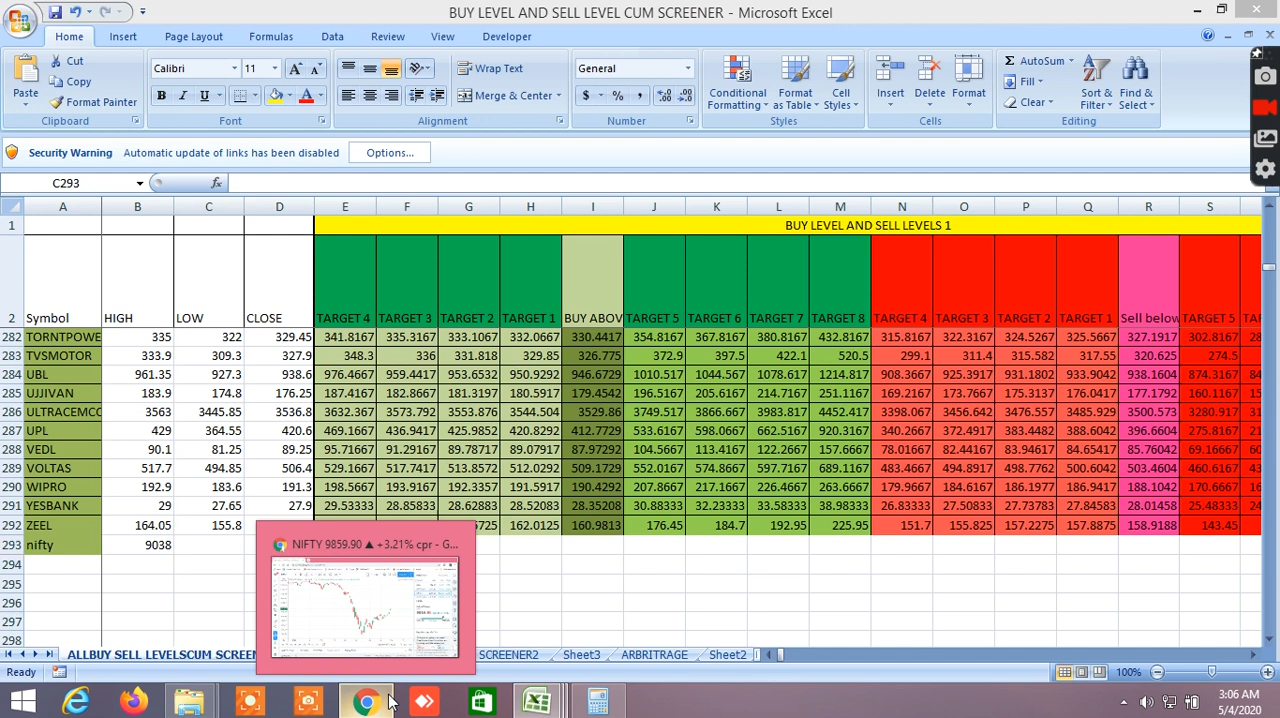 BUY LEVEL AND SELL LEVEL CUM SCREENER - Microsoft Excel
Home Insert Page Layout Formulas Data Review View Developer
Cut
Copy
Format Painter
Paste
Clipboard
Calibri 11
B I U
Font
Wrap Text
Merge & Center
Alignment
General
$ % ,
Number
Conditional Formatting
Format as Table
Cell Styles
Styles
Insert Delete Format
Cells
AutoSum
Fill
Clear
Sort & Filter
Find & Select
Editing
Security Warning Automatic update of links has been disabled Options...
C293 fx
A B C D E F G H I J K L M N O P Q R S
1 BUY LEVEL AND SELL LEVELS 1
2 Symbol HIGH LOW CLOSE TARGET 4 TARGET 3 TARGET 2 TARGET 1 BUY ABOV TARGET 5 TARGET 6 TARGET 7 TARGET 8 TARGET 4 TARGET 3 TARGET 2 TARGET 1 Sell below TARGET 5 TAR
282 TORNTPOWE 335 322 329.45 341.8167 335.3167 333.1067 332.0667 330.4417 354.8167 367.8167 380.8167 432.8167 315.8167 322.3167 324.5267 325.5667 327.1917 302.8167 28
283 TVSMOTOR 333.9 309.3 327.9 348.3 336 331.818 329.85 326.775 372.9 397.5 422.1 520.5 299.1 311.4 315.582 317.55 320.625 274.5
284 UBL 961.35 927.3 938.6 976.4667 959.4417 953.6532 950.9292 946.6729 1010.517 1044.567 1078.617 1214.817 908.3667 925.3917 931.1802 933.9042 938.1604 874.3167 84
285 UJJIVAN 183.9 174.8 176.25 187.4167 182.8667 181.3197 180.5917 179.4542 196.5167 205.6167 214.7167 251.1167 169.2167 173.7667 175.3137 176.0417 177.1792 160.1167 15
286 ULTRACEMCO 3563 3445.85 3536.8 3632.367 3573.792 3553.876 3544.504 3529.86 3749.517 3866.667 3983.817 4452.417 3398.067 3456.642 3476.557 3485.929 3500.573 3280.917 31
287 UPL 429 364.55 420.6 469.1667 436.9417 425.9852 420.8292 412.7729 533.6167 598.0667 662.5167 920.3167 340.2667 372.4917 383.4482 388.6042 396.6604 275.8167 21
288 VEDL 90.1 81.25 89.25 95.71667 91.29167 89.78717 89.07917 87.97292 104.5667 113.4167 122.2667 157.6667 78.01667 82.44167 83.94617 84.65417 85.76042 69.16667 60
289 VOLTAS 517.7 494.85 506.4 529.1667 517.7417 513.8572 512.0292 509.1729 552.0167 574.8667 597.7167 689.1167 483.4667 494.8917 498.7762 500.6042 503.4604 460.6167 43
290 WIPRO 192.9 183.6 191.3 198.5667 193.9167 192.3357 191.5917 190.4292 207.8667 217.1667 226.4667 263.6667 179.9667 184.6167 186.1977 186.9417 188.1042 170.6667 16
291 YESBANK 29 27.65 27.9 29.53333 28.85833 28.62883 28.52083 28.35208 30.88333 32.23333 33.58333 38.98333 26.83333 27.50833 27.73783 27.84583 28.01458 25.48333 24
292 ZEEL 164.05 155.8 5725 162.0125 160.9813 176.45 184.7 192.95 225.95 151.7 155.825 157.2275 157.8875 158.9188 143.45
293 nifty 9038
294
295
296
297
298
NIFTY 9859.90 ▲ +3.21% cpr - G...
ALLBUY SELL LEVELSCUM SCREEN SCREENER2 Sheet3 ARBRITRAGE Sheet2
Ready 100%
3:06 AM
5/4/2020